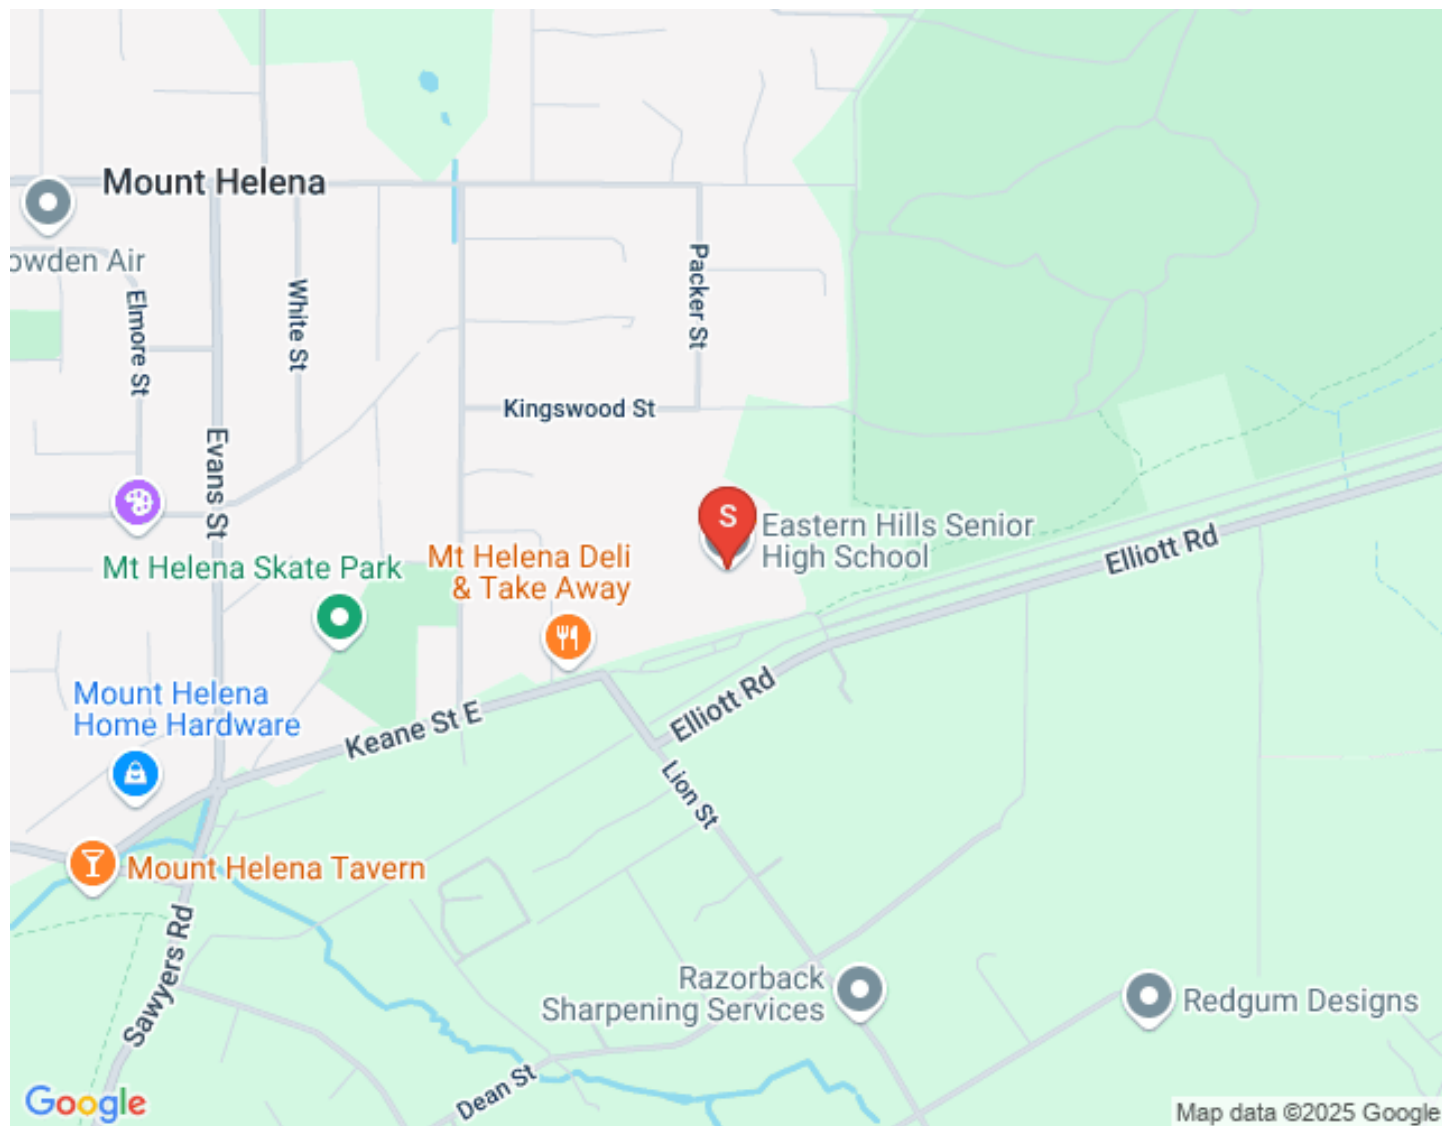 Mount Helena
owden Air
Elmore St
White St
Packer St
Kingswood St
Evans St
S
Eastern Hills Senior
High School
Mt Helena Skate Park
Mt Helena Deli
& Take Away
Elliott Rd
Mount Helena
Home Hardware
Keane St E
Elliott Rd
Lion St
Mount Helena Tavern
Sawyers Rd
Razorback
Sharpening Services
Redgum Designs
Dean St
Google
Map data ©2025 Google